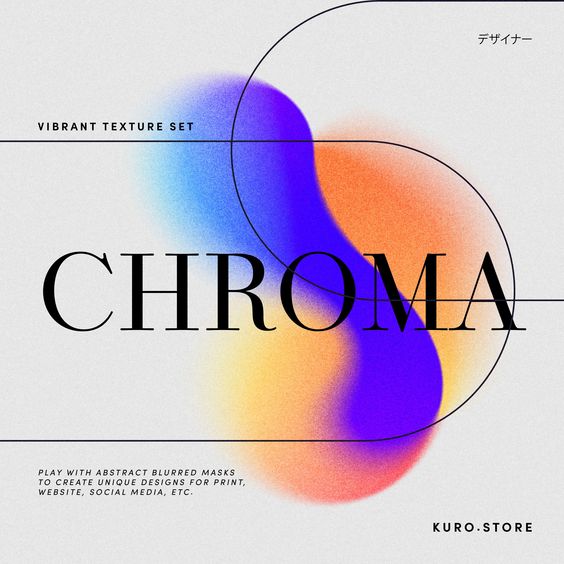 デザイナー
VIBRANT TEXTURE SET
CHROMA
PLAY WITH ABSTRACT BLURRED MASKS
TO CREATE UNIQUE DESIGNS FOR PRINT,
WEBSITE, SOCIAL MEDIA, ETC.
KURO.STORE